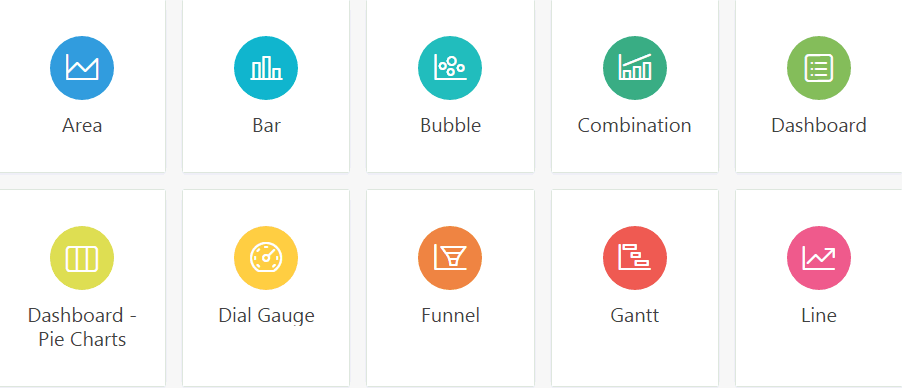 Area
Bar
Bubble
Combination
Dashboard
Dashboard -
Pie Charts
Dial Gauge
Funnel
Gantt
Line